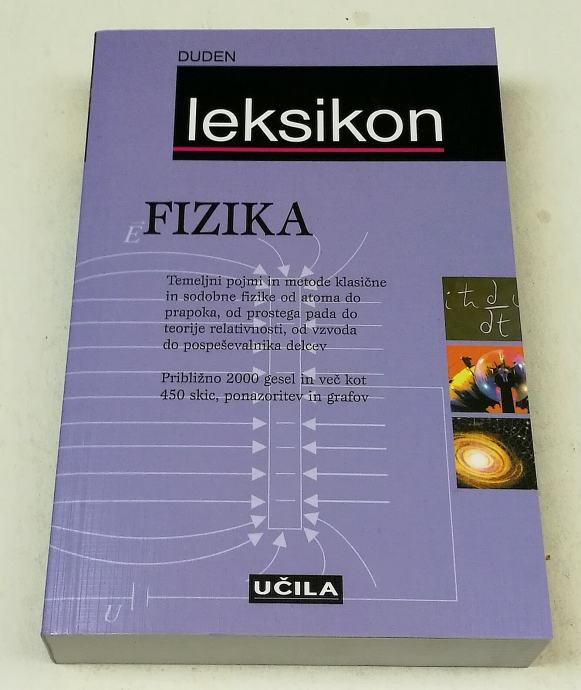 DUDEN
leksikon
E
FIZIKA
Temeljni pojmi in metode klasične
in sodobne fizike od atoma do
prapoka, od prostega pada do
teorije relativnosti, od vzvoda
do pospeševalnika delcev
Približno 2000 gesel in več kot
450 skic, ponazoritev in grafov
iħ d
dt
UČILA
U